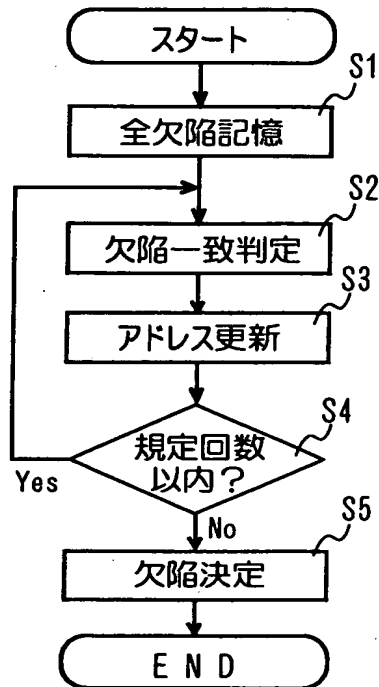 スタート
S1
全欠陥記憶
S2
欠陥一致判定
S3
アドレス更新
S4
規定回数
以内?
Yes
No
S5
欠陥決定
END